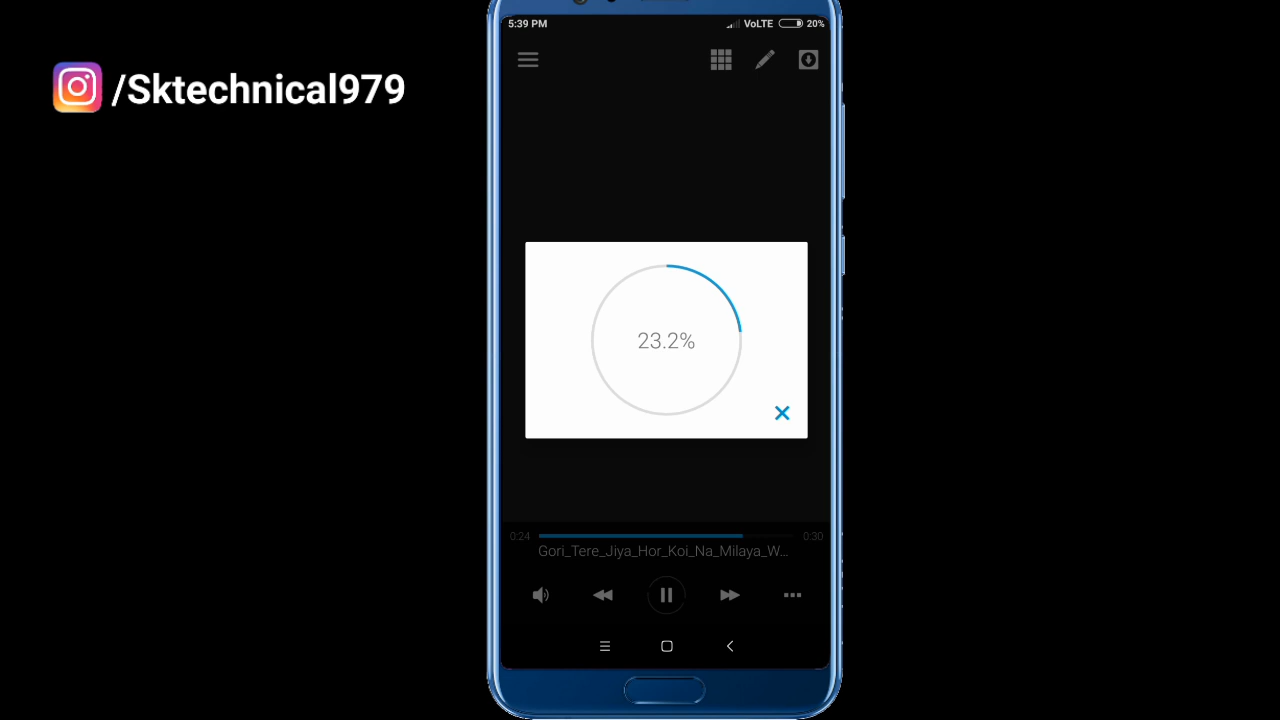 5:39 PM
VoLTE
20%
/Sktechnical979
23.2%
0:24
0:30
Gori_Tere_Jiya_Hor_Koi_Na_Milaya_W...